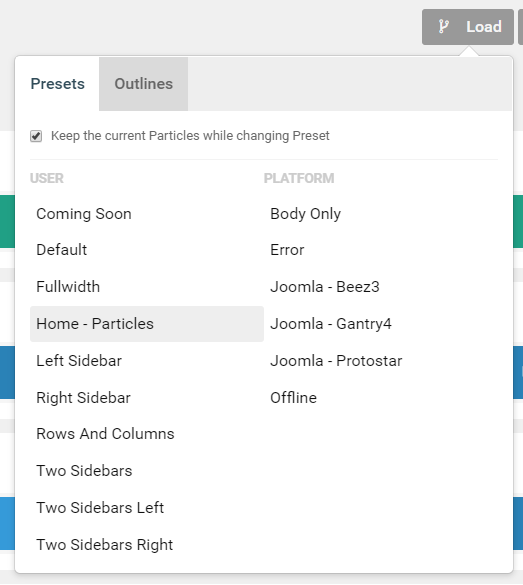 Load
Presets Outlines
Keep the current Particles while changing Preset
USER PLATFORM
Coming Soon Body Only
Default Error
Fullwidth Joomla - Beez3
Home - Particles Joomla - Gantry4
Left Sidebar Joomla - Protostar
Right Sidebar Offline
Rows And Columns
Two Sidebars
Two Sidebars Left
Two Sidebars Right